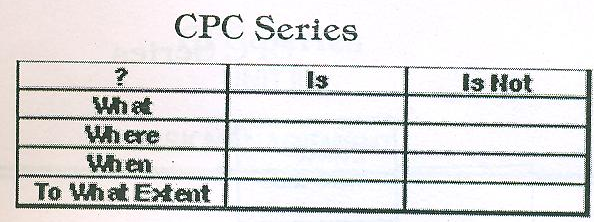 CPC Series
? Is Is Not
What
Where
When
To What Extent